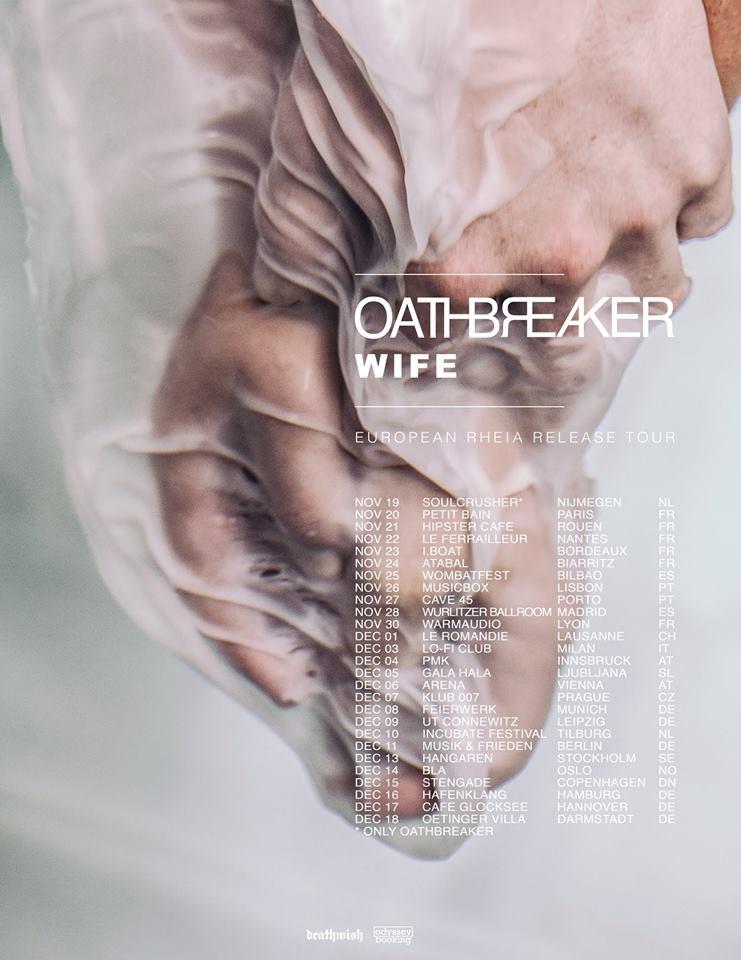 OATHBREAKER
WIFE
EUROPEAN RHEIA RELEASE TOUR
NOV 19 SOULCRUSHER* NIJMEGEN NL
NOV 20 PETIT BAIN PARIS FR
NOV 21 HIPSTER CAFE ROUEN FR
NOV 22 LE FERRAILLEUR NANTES FR
NOV 23 I.BOAT BORDEAUX FR
NOV 24 ATABAL BIARRITZ FR
NOV 25 WOMBATFEST BILBAO ES
NOV 26 MUSICBOX LISBON PT
NOV 27 CAVE 45 PORTO PT
NOV 28 WURLITZER BALLROOM MADRID ES
NOV 30 WARMAUDIO LYON FR
DEC 01 LE ROMANDIE LAUSANNE CH
DEC 03 LO-FI CLUB MILAN IT
DEC 04 PMK INNSBRUCK AT
DEC 05 GALA HALA LJUBLJANA SL
DEC 06 ARENA VIENNA AT
DEC 07 KLUB 007 PRAGUE CZ
DEC 08 FEIERWERK MUNICH DE
DEC 09 UT CONNEWITZ LEIPZIG DE
DEC 10 INCUBATE FESTIVAL TILBURG NL
DEC 11 MUSIK & FRIEDEN BERLIN DE
DEC 13 HANGAREN STOCKHOLM SE
DEC 14 BLA OSLO NO
DEC 15 STENGADE COPENHAGEN DN
DEC 16 HAFENKLANG HAMBURG DE
DEC 17 CAFE GLOCKSEE HANNOVER DE
DEC 18 OETINGER VILLA DARMSTADT DE
* ONLY OATHBREAKER
deathwish odyssey
booking